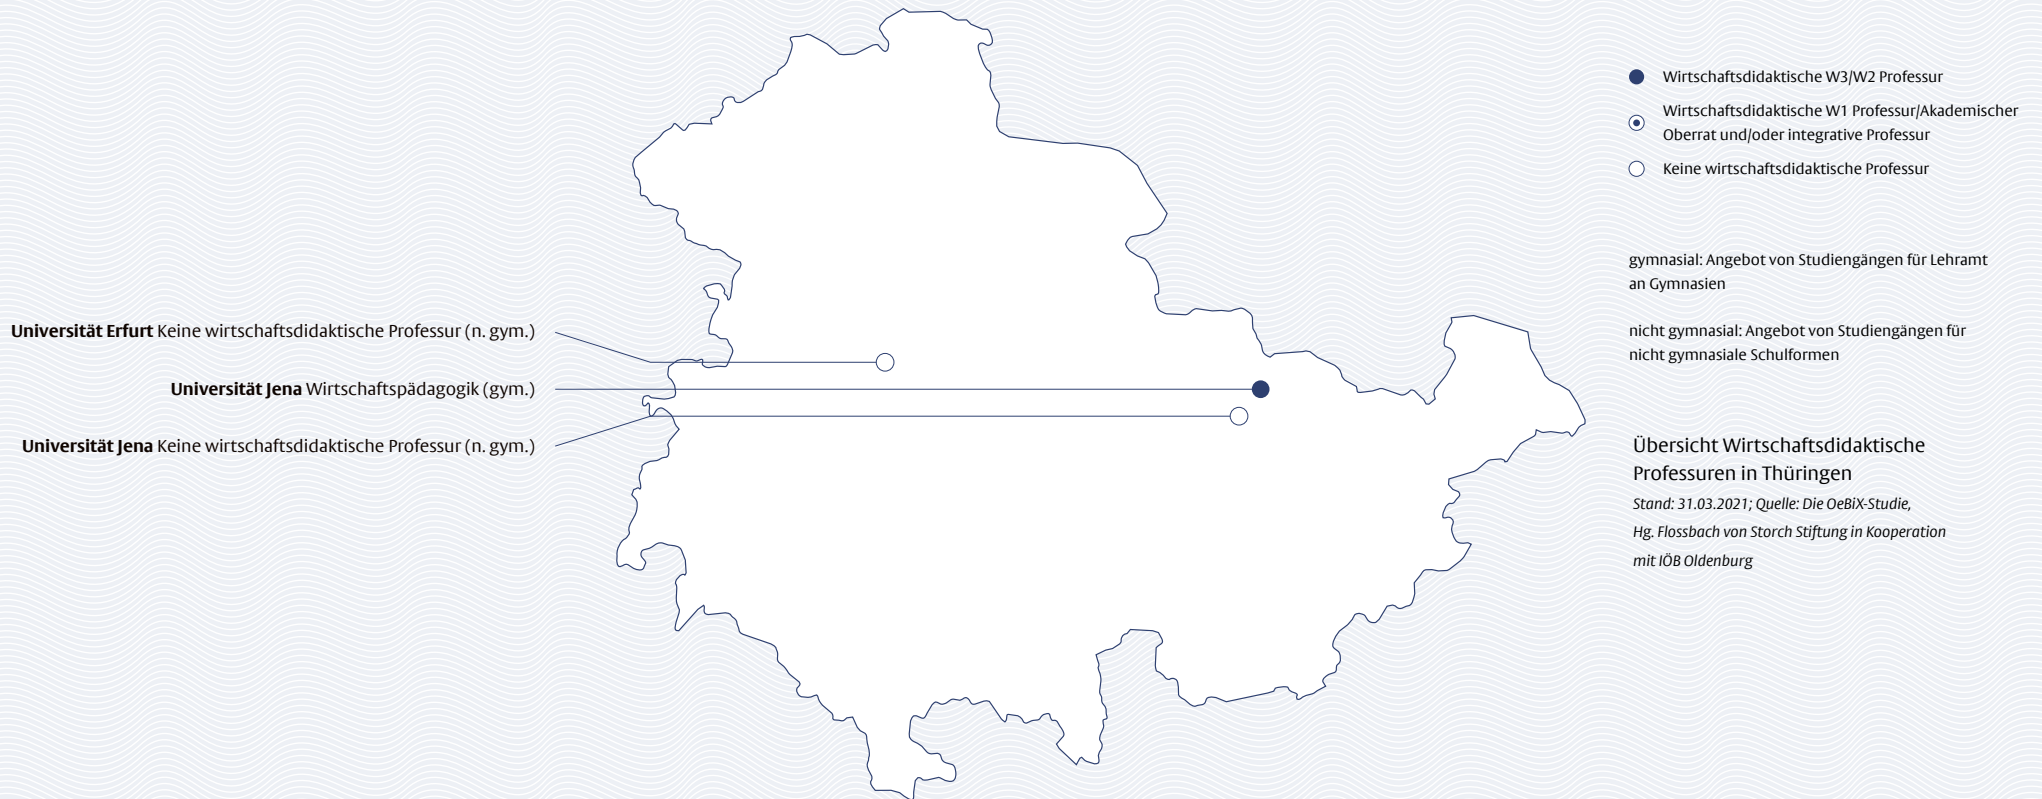 Universität Erfurt Keine wirtschaftsdidaktische Professur (n. gym.)
Universität Jena Wirtschaftspädagogik (gym.)
Universität Jena Keine wirtschaftsdidaktische Professur (n. gym.)
Wirtschaftsdidaktische W3/W2 Professur
Wirtschaftsdidaktische W1 Professur/Akademischer
Oberrat und/oder integrative Professur
Keine wirtschaftsdidaktische Professur
gymnasial: Angebot von Studiengängen für Lehramt
an Gymnasien
nicht gymnasial: Angebot von Studiengängen für
nicht gymnasiale Schulformen
Übersicht Wirtschaftsdidaktische
Professuren in Thüringen
Stand: 31.03.2021; Quelle: Die OeBiX-Studie,
Hg. Flossbach von Storch Stiftung in Kooperation
mit IÖB Oldenburg